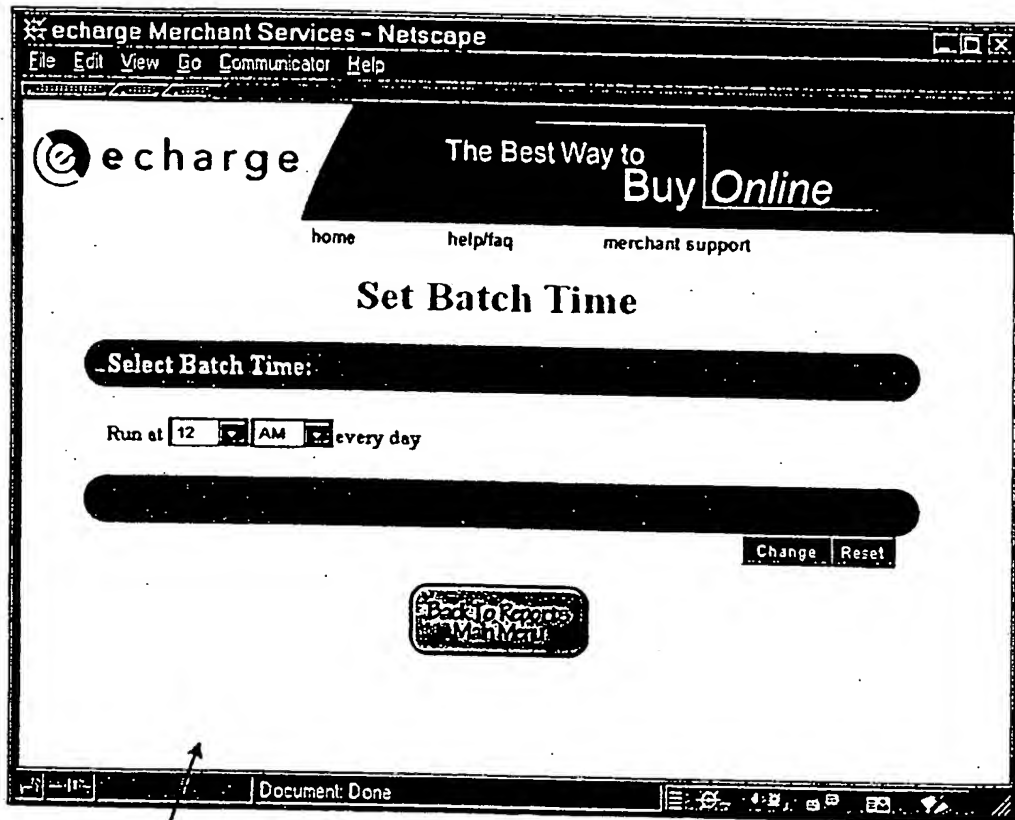 echarge Merchant Services - Netscape
File Edit View Go Communicator Help
e echarge
The Best Way to
Buy Online
home help/faq merchant support
Set Batch Time
Select Batch Time:
Run at 12 AM every day
Change Reset
Back To Reports
Main Menu
Document: Done